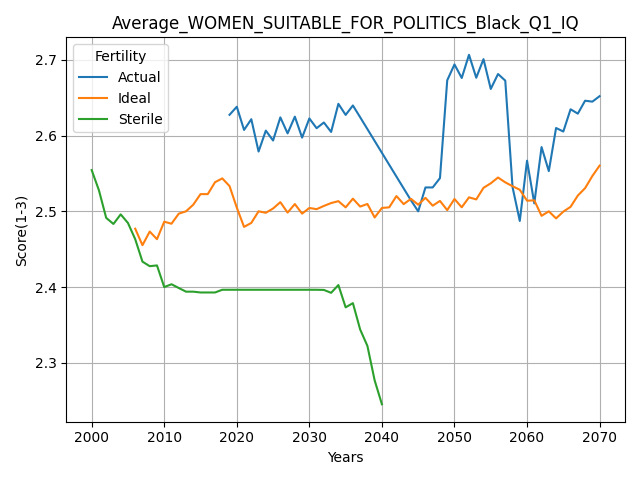 Average_WOMEN_SUITABLE_FOR_POLITICS_Black_Q1_IQ
Fertility
Actual
Ideal
Sterile
Score(1-3)
2.7
2.6
2.5
2.4
2.3
2000 2010 2020 2030 2040 2050 2060 2070
Years